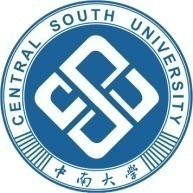 CENTRAL SOUTH UNIVERSITY
中南大学